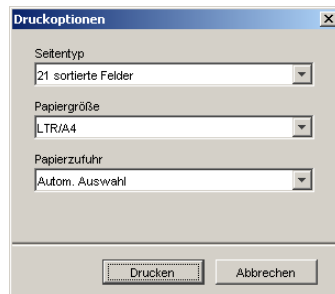 Druckoptionen
Seitentyp
21 sortierte Felder
Papiergröße
LTR/A4
Papierzufuhr
Autom. Auswahl
Drucken
Abbrechen